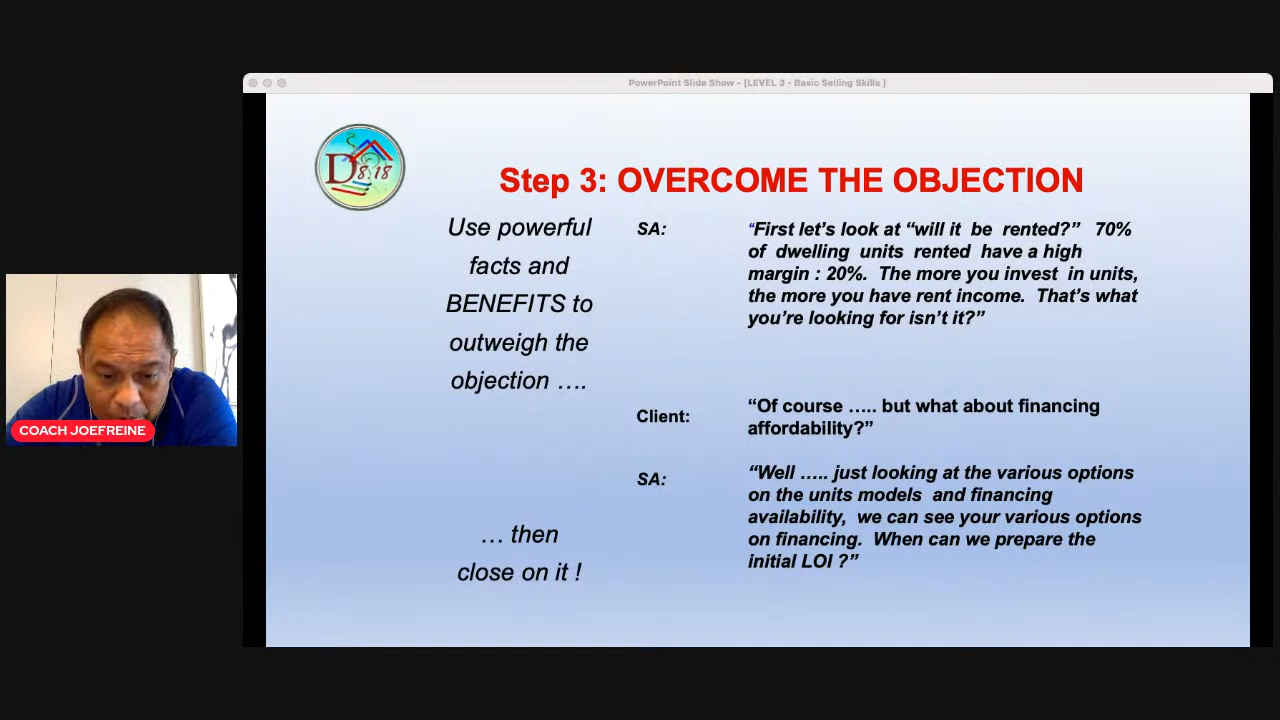 PowerPoint Slide Show - [LEVEL 3 - Basic Selling Skills ]
D8.18
Step 3: OVERCOME THE OBJECTION
Use powerful
facts and
BENEFITS to
outweigh the
objection ….
SA:
“First let’s look at “will it be rented?” 70%
of dwelling units rented have a high
margin : 20%. The more you invest in units,
the more you have rent income. That’s what
you’re looking for isn’t it?”
Client:
“Of course ….. but what about financing
affordability?”
SA:
“Well ….. just looking at the various options
on the units models and financing
availability, we can see your various options
on financing. When can we prepare the
initial LOI ?”
… then
close on it !
COACH JOEFREINE